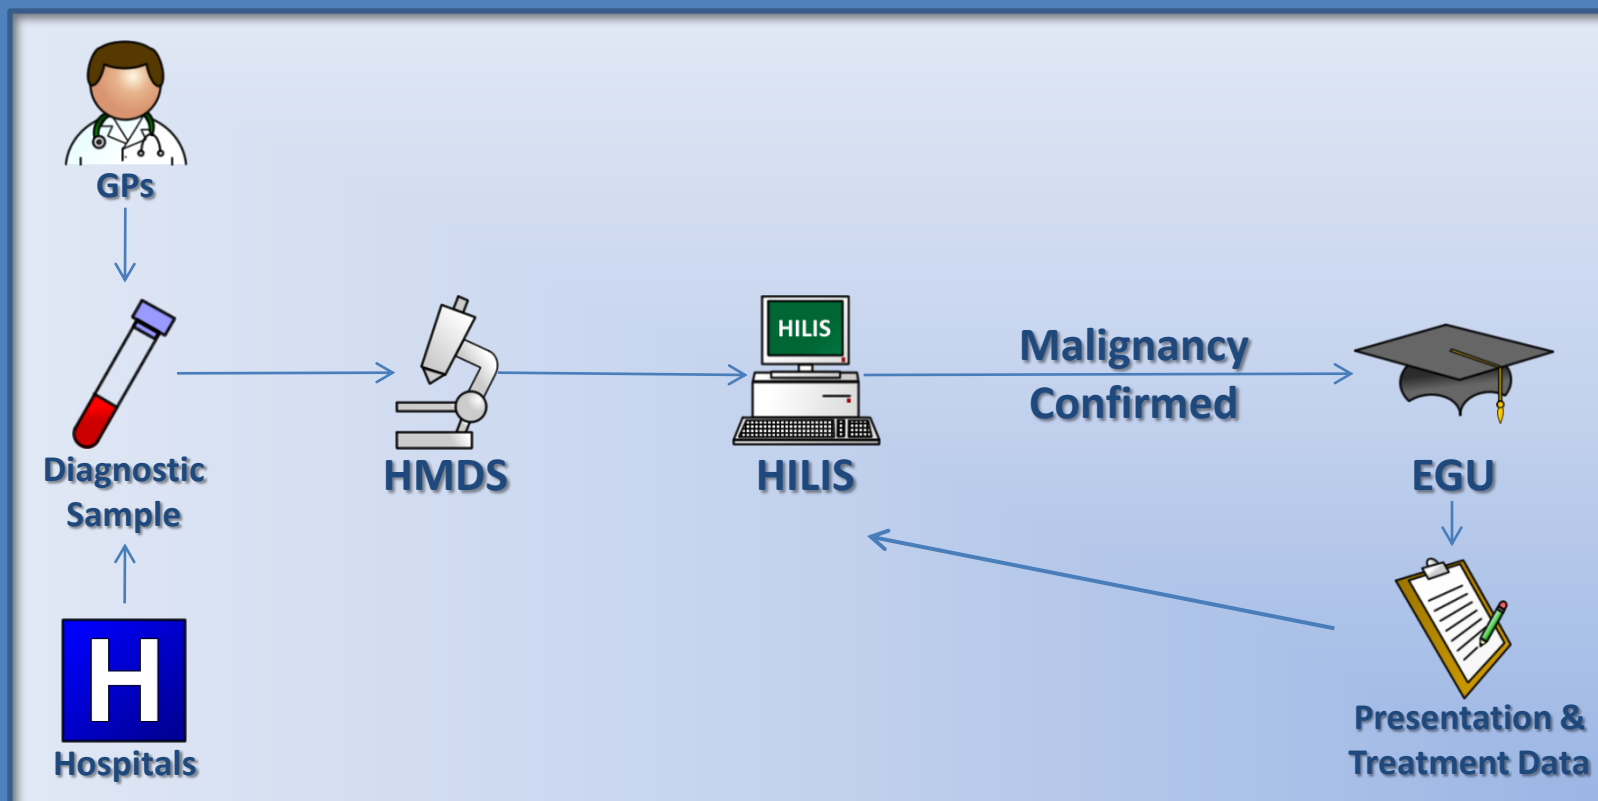 GPs
Diagnostic
Sample
H
Hospitals
HMDS
HILIS
HILIS
Malignancy
Confirmed
EGU
Presentation &
Treatment Data